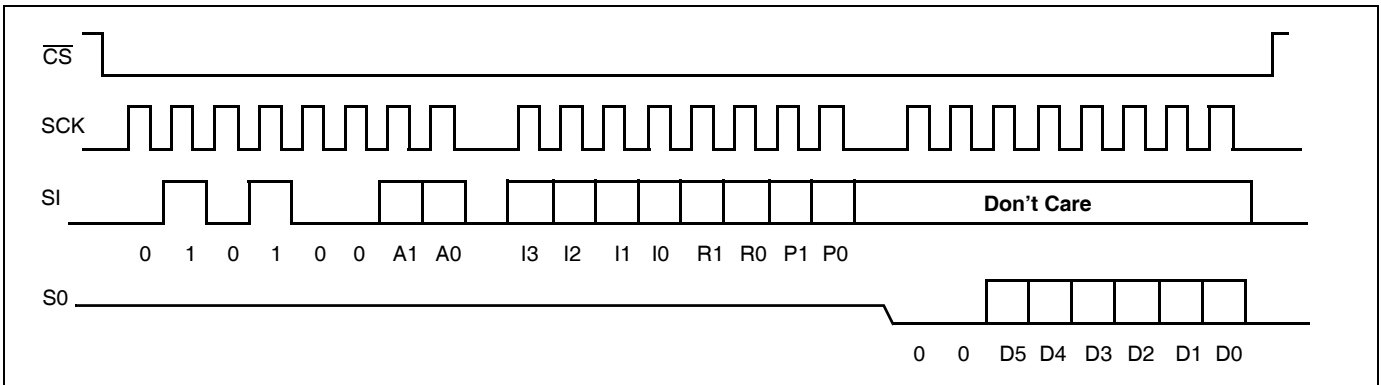 CS
SCK
SI
Don't Care
0 1 0 1 0 0 A1 A0 I3 I2 I1 I0 R1 R0 P1 P0
S0
0 0 D5 D4 D3 D2 D1 D0